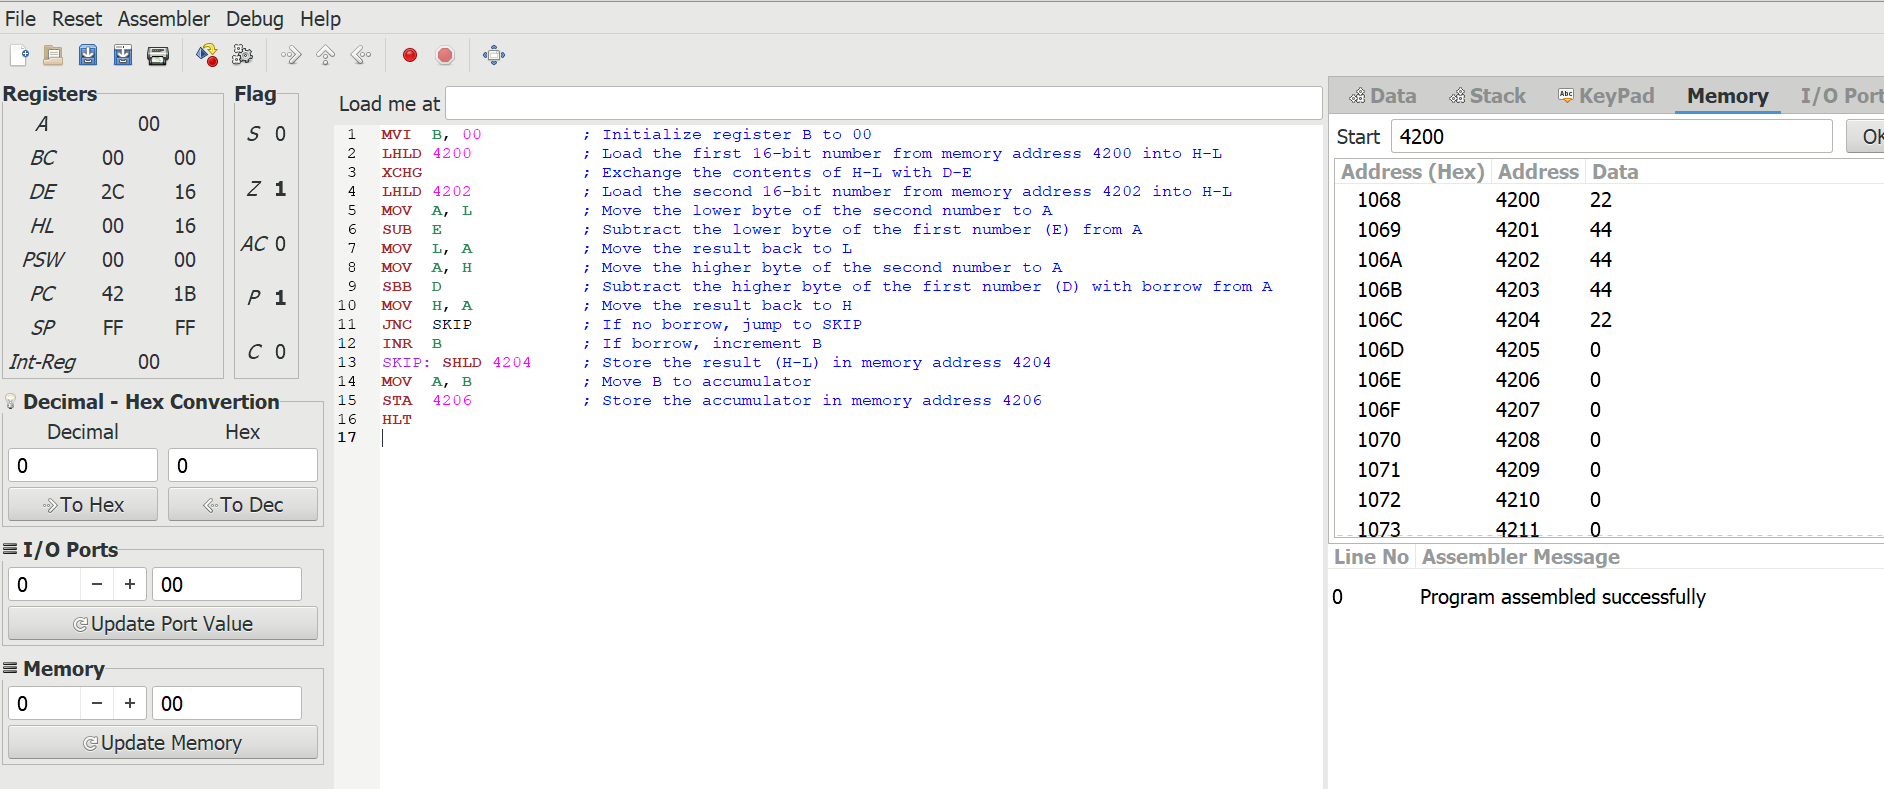 File Reset Assembler Debug Help
Registers
A 00
BC 00 00
DE 2C 16
HL 00 16
PSW 00 00
PC 42 1B
SP FF FF
Int-Reg 00
Flag
S 0
Z 1
AC 0
P 1
C 0
Decimal - Hex Convertion
Decimal Hex
0 0
To Hex To Dec
I/O Ports
0 − + 00
Update Port Value
Memory
0 − + 00
Update Memory
Load me at
1 MVI B, 00 ; Initialize register B to 00
2 LHLD 4200 ; Load the first 16-bit number from memory address 4200 into H-L
3 XCHG ; Exchange the contents of H-L with D-E
4 LHLD 4202 ; Load the second 16-bit number from memory address 4202 into H-L
5 MOV A, L ; Move the lower byte of the second number to A
6 SUB E ; Subtract the lower byte of the first number (E) from A
7 MOV L, A ; Move the result back to L
8 MOV A, H ; Move the higher byte of the second number to A
9 SBB D ; Subtract the higher byte of the first number (D) with borrow from A
10 MOV H, A ; Move the result back to H
11 JNC SKIP ; If no borrow, jump to SKIP
12 INR B ; If borrow, increment B
13 SKIP: SHLD 4204 ; Store the result (H-L) in memory address 4204
14 MOV A, B ; Move B to accumulator
15 STA 4206 ; Store the accumulator in memory address 4206
16 HLT
17
Data Stack Abc KeyPad Memory I/O Port
Start 4200 OK
Address (Hex) Address Data
1068 4200 22
1069 4201 44
106A 4202 44
106B 4203 44
106C 4204 22
106D 4205 0
106E 4206 0
106F 4207 0
1070 4208 0
1071 4209 0
1072 4210 0
1073 4211 0
Line No Assembler Message
0 Program assembled successfully